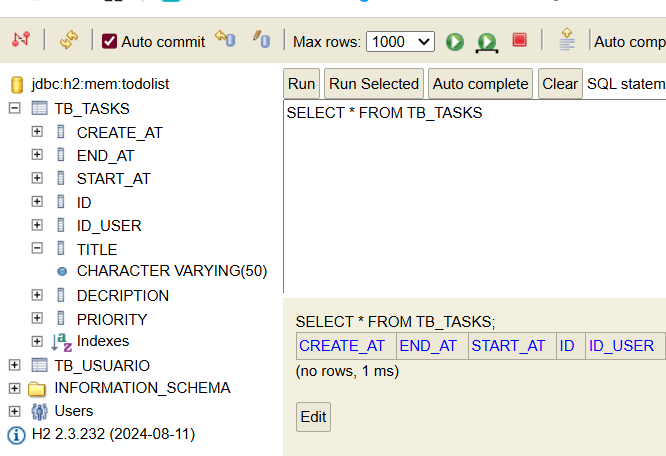 Auto commit
Max rows:
1000
Auto comp
jdbc:h2:mem:todolist
TB_TASKS
CREATE_AT
END_AT
START_AT
ID
ID_USER
TITLE
CHARACTER VARYING(50)
DECRIPTION
PRIORITY
Indexes
TB_USUARIO
INFORMATION_SCHEMA
Users
H2 2.3.232 (2024-08-11)
Run
Run Selected
Auto complete
Clear
SQL statem
SELECT * FROM TB_TASKS
SELECT * FROM TB_TASKS;
CREATE_AT END_AT START_AT ID ID_USER
(no rows, 1 ms)
Edit